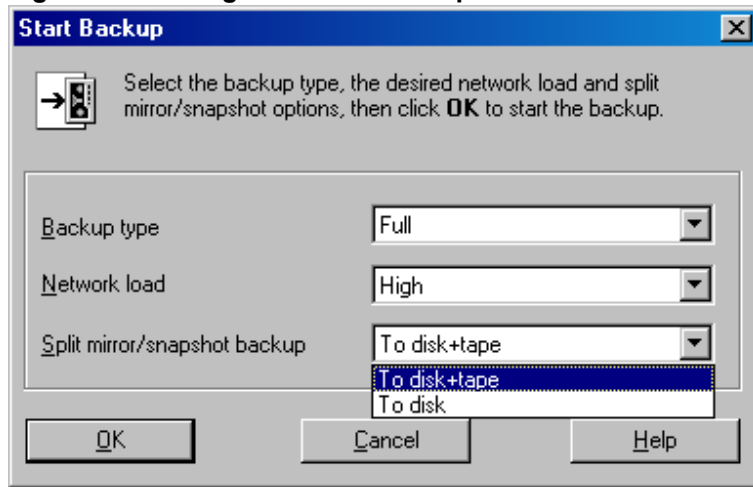 Start Backup
Select the backup type, the desired network load and split
mirror/snapshot options, then click OK to start the backup.
Backup type
Full
Network load
High
Split mirror/snapshot backup
To disk+tape
To disk+tape
To disk
OK
Cancel
Help